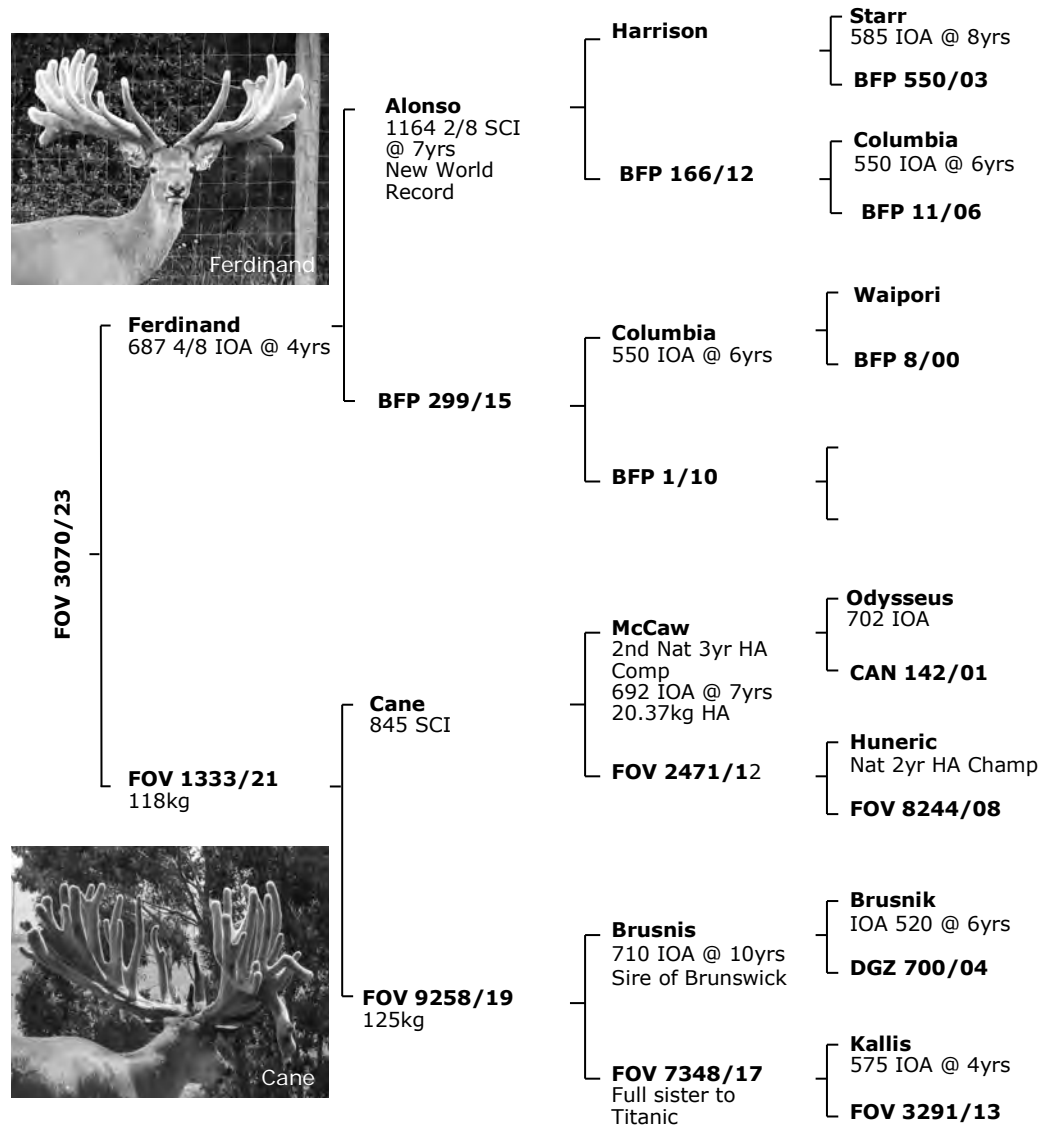 Starr
585 IOA @ 8yrs
Harrison
BFP 550/03
Alonso
1164 2/8 SCI
@ 7yrs
New World
Record
Columbia
550 IOA @ 6yrs
BFP 166/12
BFP 11/06
Ferdinand
Ferdinand
687 4/8 IOA @ 4yrs
Waipori
Columbia
550 IOA @ 6yrs
BFP 8/00
BFP 299/15
BFP 1/10
FOV 3070/23
Odysseus
702 IOA
McCaw
2nd Nat 3yr HA
Comp
692 IOA @ 7yrs
20.37kg HA
CAN 142/01
Cane
845 SCI
Huneric
Nat 2yr HA Champ
FOV 2471/12
FOV 8244/08
FOV 1333/21
118kg
Brusnik
IOA 520 @ 6yrs
Brusnis
710 IOA @ 10yrs
Sire of Brunswick
DGZ 700/04
FOV 9258/19
125kg
Kallis
575 IOA @ 4yrs
FOV 7348/17
Full sister to
Titanic
FOV 3291/13
Cane